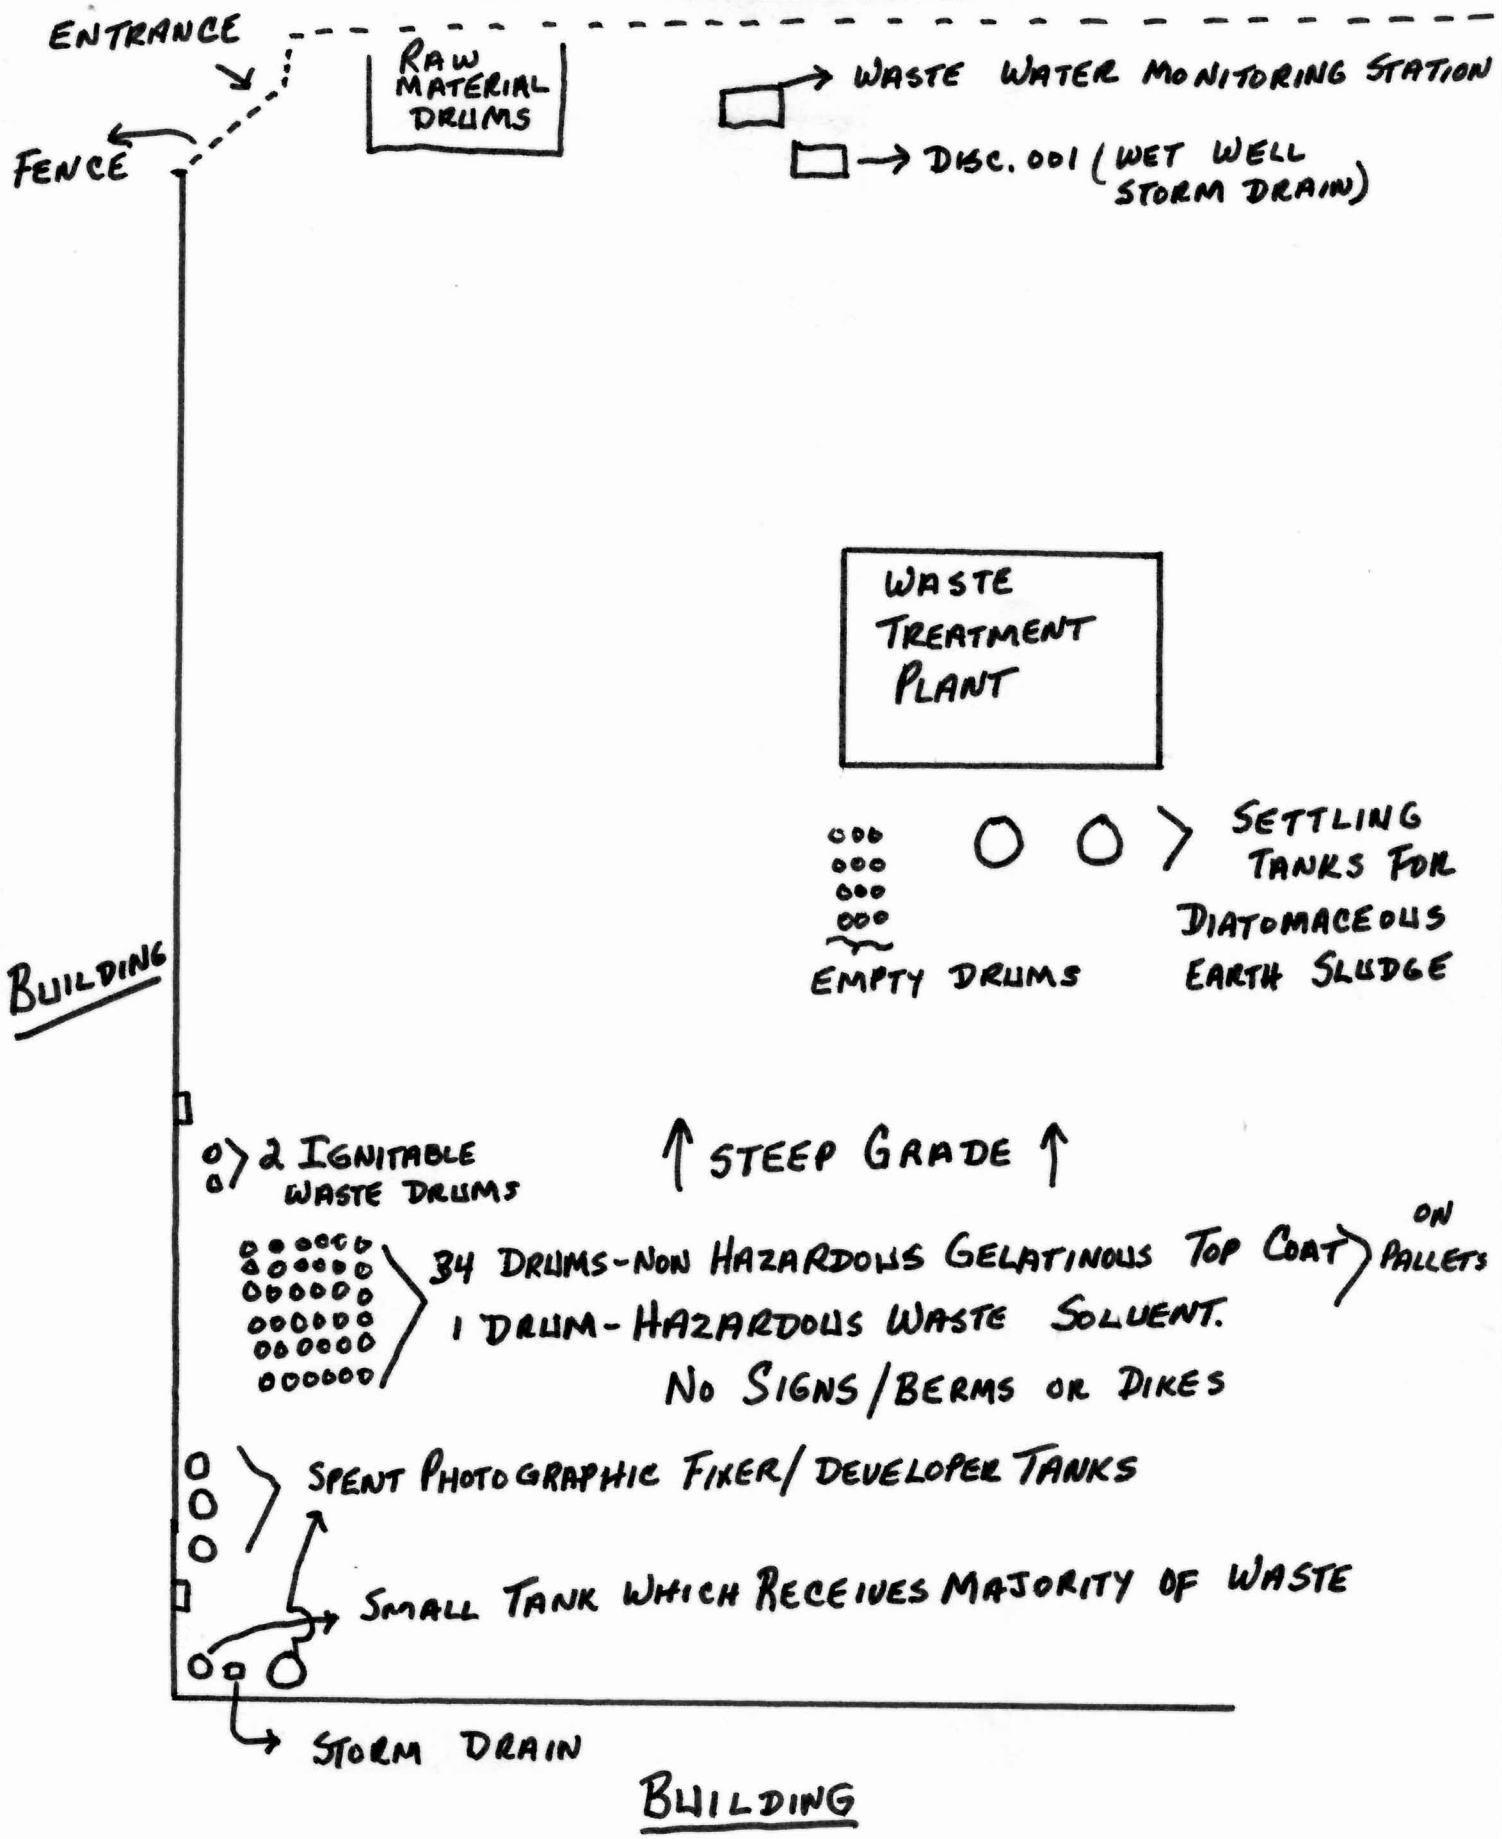 ENTRANCE
FENCE
RAW
MATERIAL
DRUMS
WASTE WATER MONITORING STATION
DISC. 001 (WET WELL
STORM DRAIN)
WASTE
TREATMENT
PLANT
SETTLING
TANKS FOR
DIATOMACEOUS
EARTH SLUDGE
EMPTY DRUMS
BUILDING
2 IGNITABLE
WASTE DRUMS
↑ STEEP GRADE ↑
34 DRUMS-NON HAZARDOUS GELATINOUS TOP COAT
1 DRUM-HAZARDOUS WASTE SOLVENT.
ON
PALLETS
NO SIGNS/BERMS OR DIKES
SPENT PHOTOGRAPHIC FIXER/DEVELOPER TANKS
SMALL TANK WHICH RECEIVES MAJORITY OF WASTE
STORM DRAIN
BUILDING